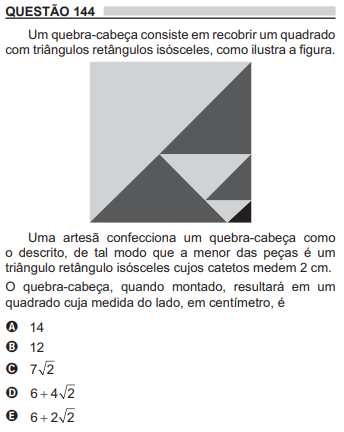 QUESTÃO 144
Um quebra-cabeça consiste em recobrir um quadrado
com triângulos retângulos isósceles, como ilustra a figura.
Uma artesã confecciona um quebra-cabeça como
o descrito, de tal modo que a menor das peças é um
triângulo retângulo isósceles cujos catetos medem 2 cm.
O quebra-cabeça, quando montado, resultará em um
quadrado cuja medida do lado, em centímetro, é
A 14
B 12
C 7√2
D 6 + 4√2
E 6 + 2√2